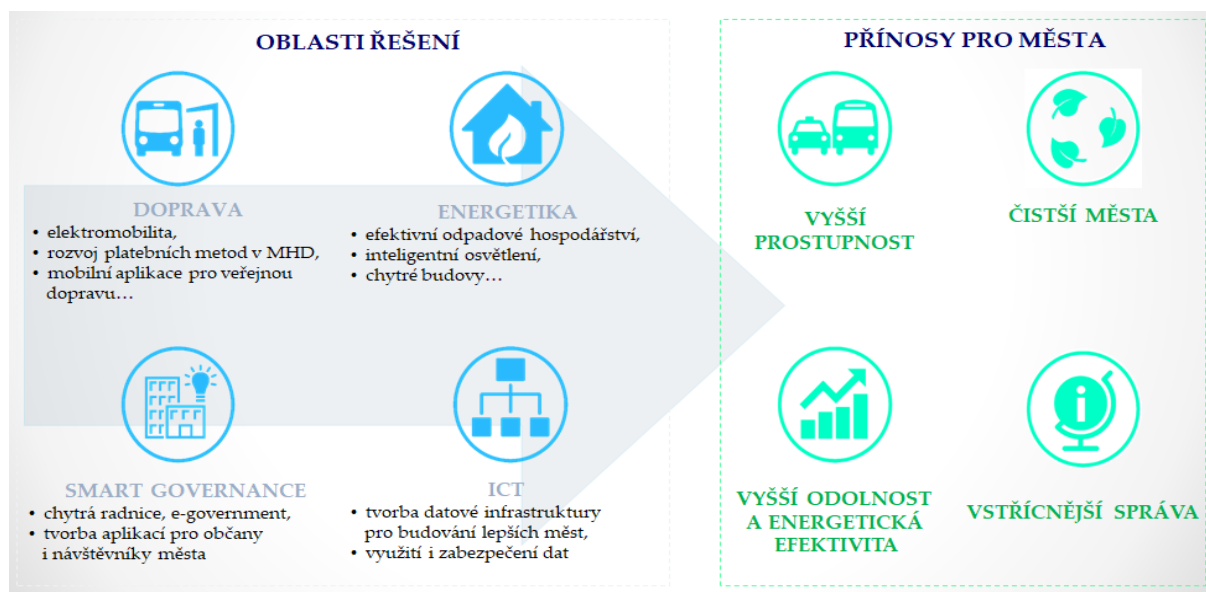 OBLASTI ŘEŠENÍ
DOPRAVA
• elektromobilita,
• rozvoj platebních metod v MHD,
• mobilní aplikace pro veřejnou
dopravu…
ENERGETIKA
• efektivní odpadové hospodářství,
• inteligentní osvětlení,
• chytré budovy…
SMART GOVERNANCE
• chytrá radnice, e-government,
• tvorba aplikací pro občany
i návštěvníky města
ICT
• tvorba datové infrastruktury
pro budování lepších měst,
• využití i zabezpečení dat
PŘÍNOSY PRO MĚSTA
VYŠŠÍ
PROSTUPNOST
ČISTŠÍ MĚSTA
VYŠŠÍ ODOLNOST
A ENERGETICKÁ
EFEKTIVITA
i
VSTŘÍCNĚJŠÍ SPRÁVA